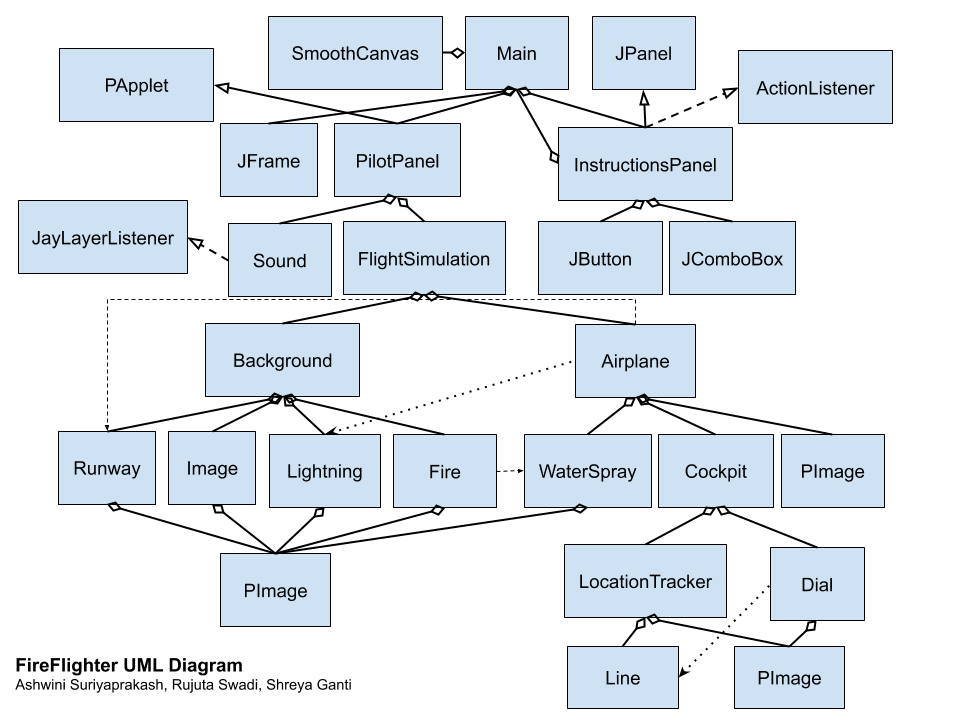 SmoothCanvas
Main
JPanel
PApplet
ActionListener
JFrame
PilotPanel
InstructionsPanel
JayLayerListener
Sound
FlightSimulation
JButton
JComboBox
Background
Airplane
Runway
Image
Lightning
Fire
WaterSpray
Cockpit
PImage
PImage
LocationTracker
Dial
Line
PImage
FireFlighter UML Diagram
Ashwini Suriyaprakash, Rujuta Swadi, Shreya Ganti